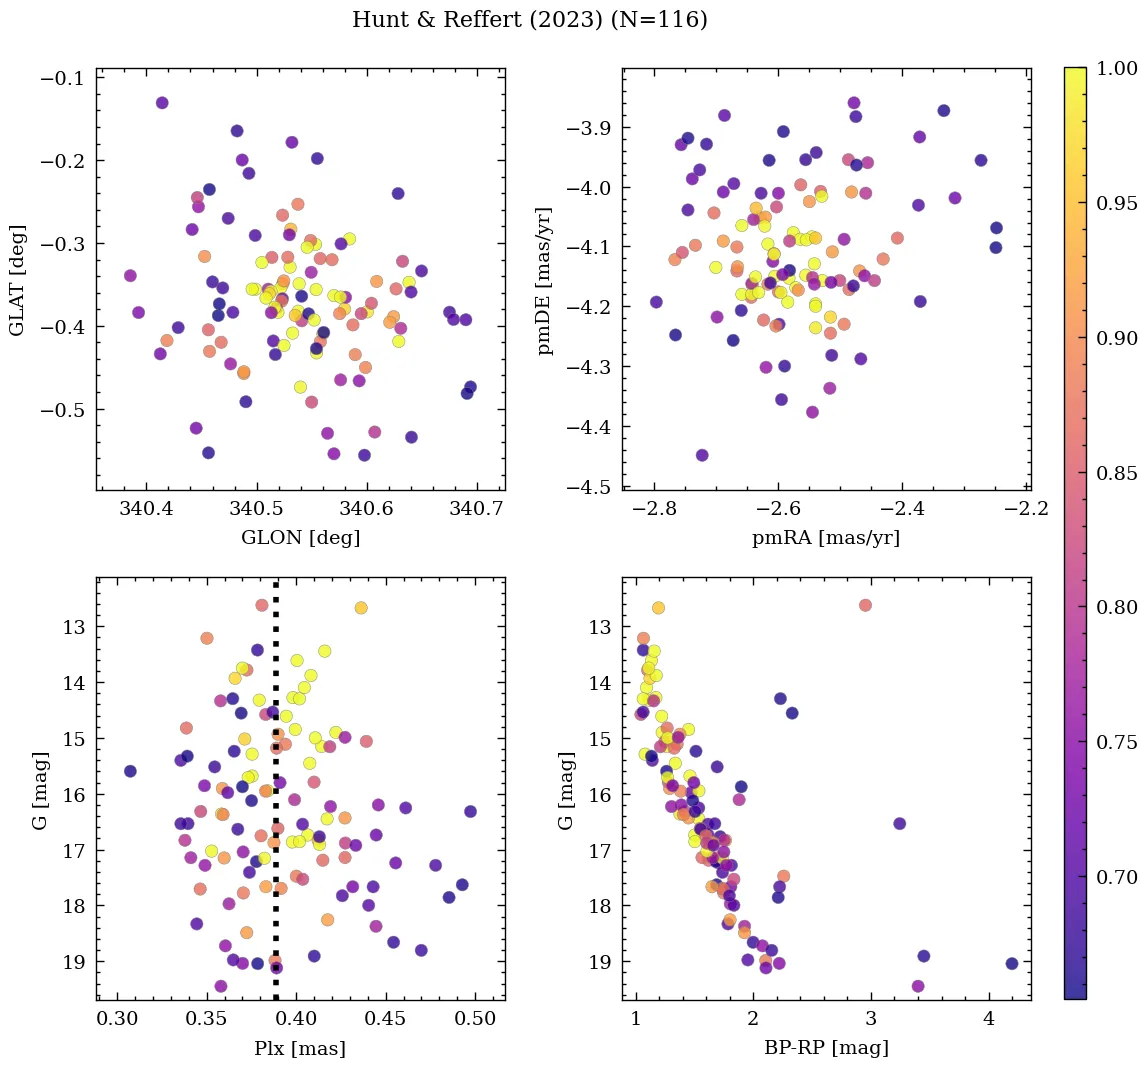 Hunt & Reffert (2023) (N=116)
−0.1
−0.2
−0.3
−0.4
−0.5
GLAT [deg]
340.4 340.5 340.6 340.7
GLON [deg]
−3.9
−4.0
−4.1
−4.2
−4.3
−4.4
−4.5
pmDE [mas/yr]
−2.8 −2.6 −2.4 −2.2
pmRA [mas/yr]
13
14
15
16
17
18
19
G [mag]
0.30 0.35 0.40 0.45 0.50
Plx [mas]
13
14
15
16
17
18
19
G [mag]
1 2 3 4
BP-RP [mag]
1.00
0.95
0.90
0.85
0.80
0.75
0.70